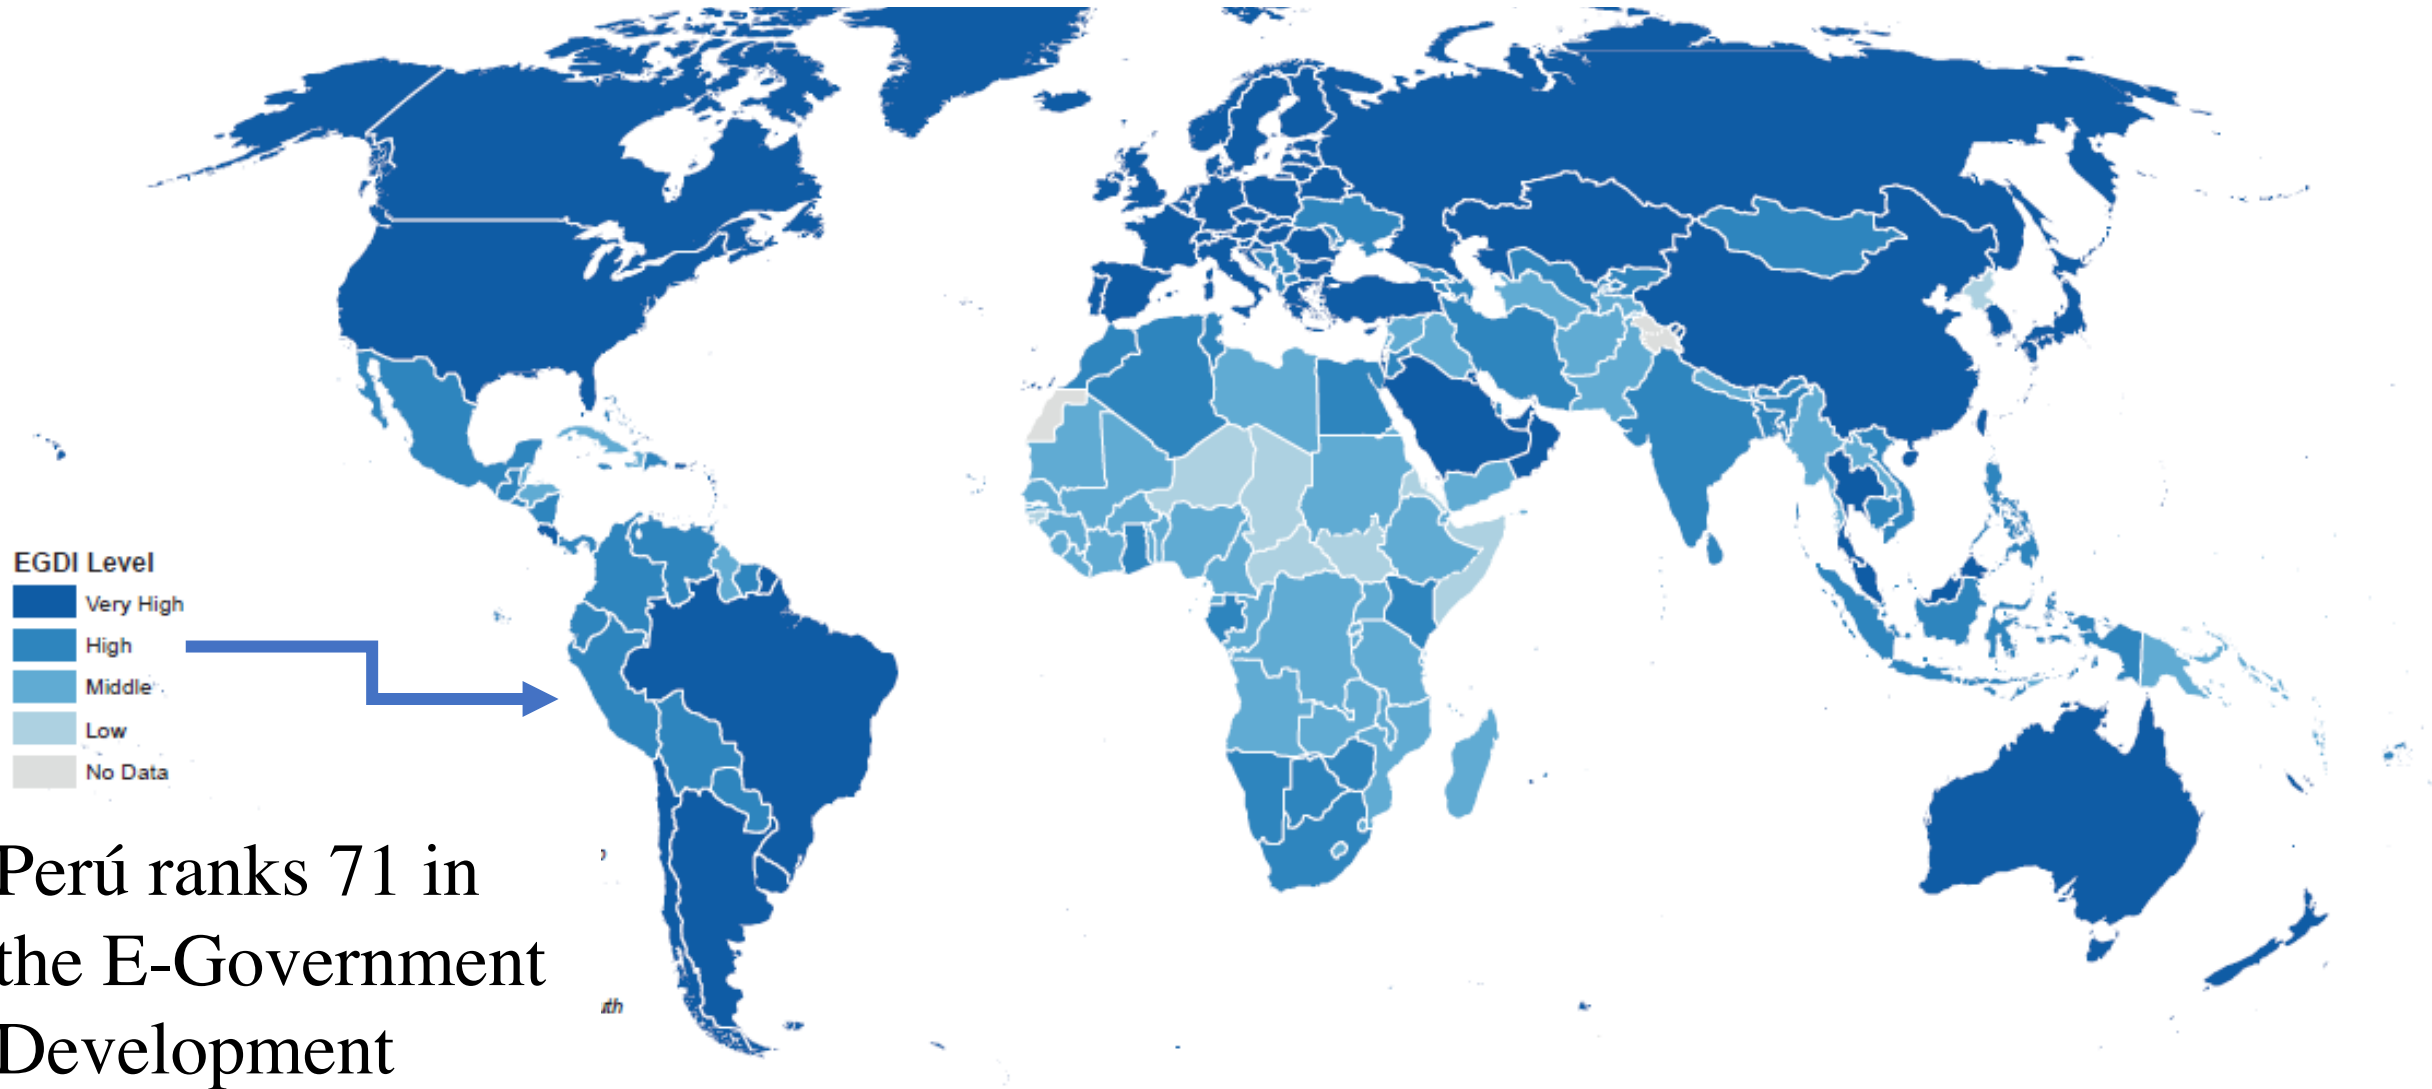 EGDI Level
Very High
High
Middle
Low
No Data
Perú ranks 71 in
the E-Government
Development